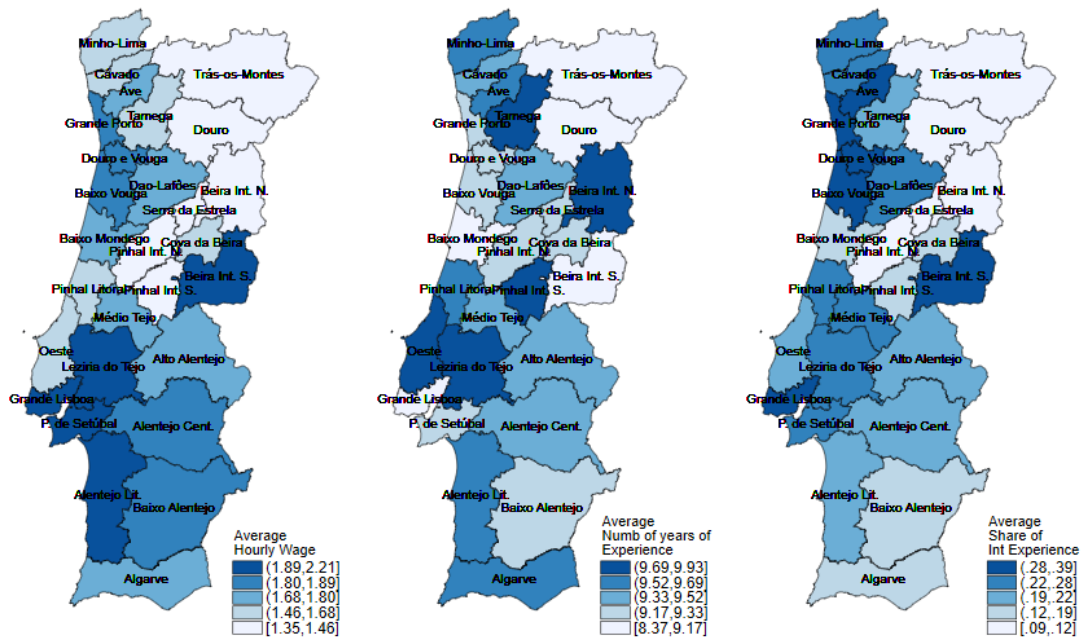 Minho-Lima
Cávado
Ave
Trás-os-Montes
Tamega
Grande Porto
Douro
Douro e Vouga
Dao-Lafões
Baixo Vouga
Beira Int. N.
Serra da Estrela
Baixo Mondego
Cova da Beira
Pinhal Int. N.
Beira Int. S.
Pinhal Litoral
Pinhal Int. S.
Médio Tejo
Oeste
Alto Alentejo
Leziria do Tejo
Grande Lisboa
P. de Setúbal
Alentejo Cent.
Alentejo Lit.
Baixo Alentejo
Algarve
Average
Hourly Wage
(1.89,2.21]
(1.80,1.89]
(1.68,1.80]
(1.46,1.68]
[1.35,1.46]
Minho-Lima
Cávado
Ave
Trás-os-Montes
Tamega
Grande Porto
Douro
Douro e Vouga
Dao-Lafões
Baixo Vouga
Beira Int. N.
Serra da Estrela
Baixo Mondego
Cova da Beira
Pinhal Int. N.
Beira Int. S.
Pinhal Litoral
Pinhal Int. S.
Médio Tejo
Oeste
Alto Alentejo
Leziria do Tejo
Grande Lisboa
P. de Setúbal
Alentejo Cent.
Alentejo Lit.
Baixo Alentejo
Algarve
Average
Numb of years of
Experience
(9.69,9.93]
(9.52,9.69]
(9.33,9.52]
(9.17,9.33]
[8.37,9.17]
Minho-Lima
Cávado
Ave
Trás-os-Montes
Tamega
Grande Porto
Douro
Douro e Vouga
Dao-Lafões
Baixo Vouga
Beira Int. N.
Serra da Estrela
Baixo Mondego
Cova da Beira
Pinhal Int. N.
Beira Int. S.
Pinhal Litoral
Pinhal Int. S.
Médio Tejo
Oeste
Alto Alentejo
Leziria do Tejo
Grande Lisboa
P. de Setúbal
Alentejo Cent.
Alentejo Lit.
Baixo Alentejo
Algarve
Average
Share of
Int Experience
(.28,.39]
(.22,.28]
(.19,.22]
(.12,.19]
[.09,.12]